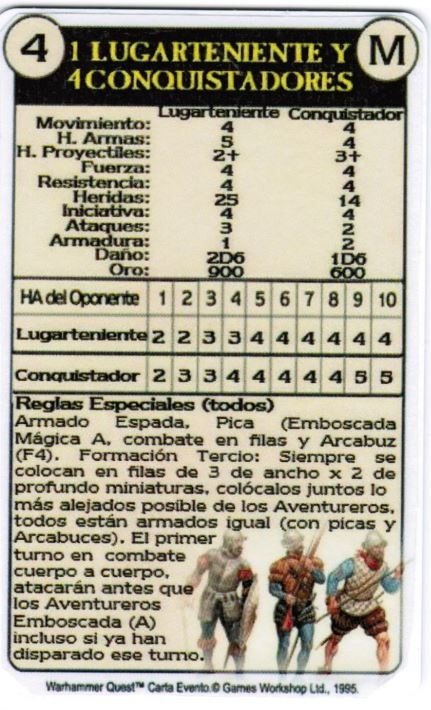 4
1 LUGARTENIENTE Y
4 CONQUISTADORES
M
Lugarteniente Conquistador
Movimiento: 4 4
H. Armas: 5 4
H. Proyectiles: 2+ 3+
Fuerza: 4 4
Resistencia: 4 4
Heridas: 25 14
Iniciativa: 4 4
Ataques: 3 2
Armadura: 1 2
Daño: 2D6 1D6
Oro: 900 600
HA del Oponente 1 2 3 4 5 6 7 8 9 10
Lugarteniente 2 2 3 3 4 4 4 4 4 4
Conquistador 2 3 3 4 4 4 4 4 5 5
Reglas Especiales (todos)
Armado Espada, Pica (Emboscada
Mágica A, combate en filas y Arcabuz
(F4). Formación Tercio: Siempre se
colocan en filas de 3 de ancho x 2 de
profundo miniaturas, colócalos juntos lo
más alejados posible de los Aventureros,
todos están armados igual (con picas y
Arcabuces). El primer
turno en combate
cuerpo a cuerpo,
atacarán antes que
los Aventureros
Emboscada (A)
incluso si ya han
disparado ese turno.
Warhammer Quest™ Carta Evento.© Games Workshop Ltd., 1995.